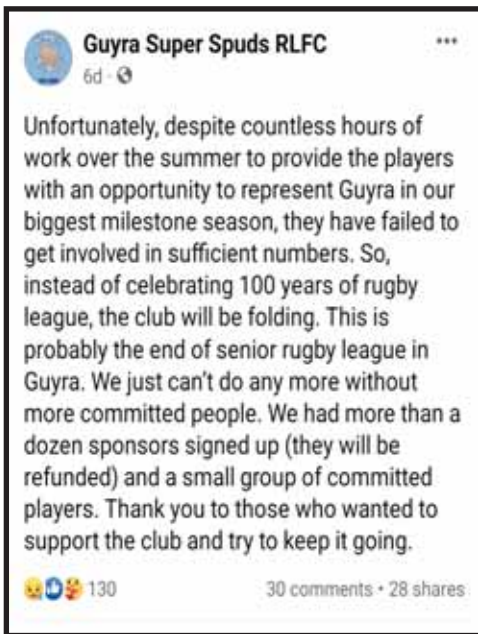 Guyra Super Spuds RLFC
6d
Unfortunately, despite countless hours of
work over the summer to provide the players
with an opportunity to represent Guyra in our
biggest milestone season, they have failed to
get involved in sufficient numbers. So,
instead of celebrating 100 years of rugby
league, the club will be folding. This is
probably the end of senior rugby league in
Guyra. We just can't do any more without
more committed people. We had more than a
dozen sponsors signed up (they will be
refunded) and a small group of committed
players. Thank you to those who wanted to
support the club and try to keep it going.
130 30 comments • 28 shares